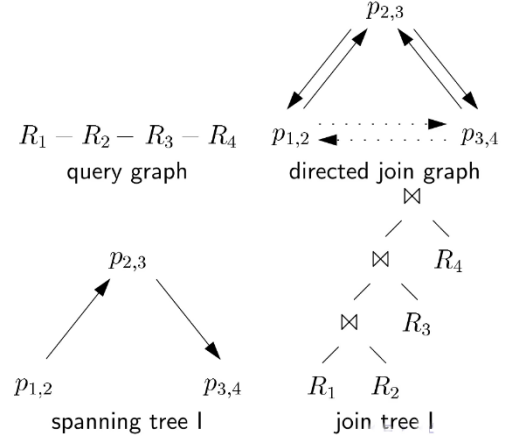 p2,3
R1 – R2 – R3 – R4
p1,2
p3,4
query graph
directed join graph
⋈
p2,3
⋈
R4
⋈
R3
p1,2
p3,4
R1
R2
spanning tree I
join tree I